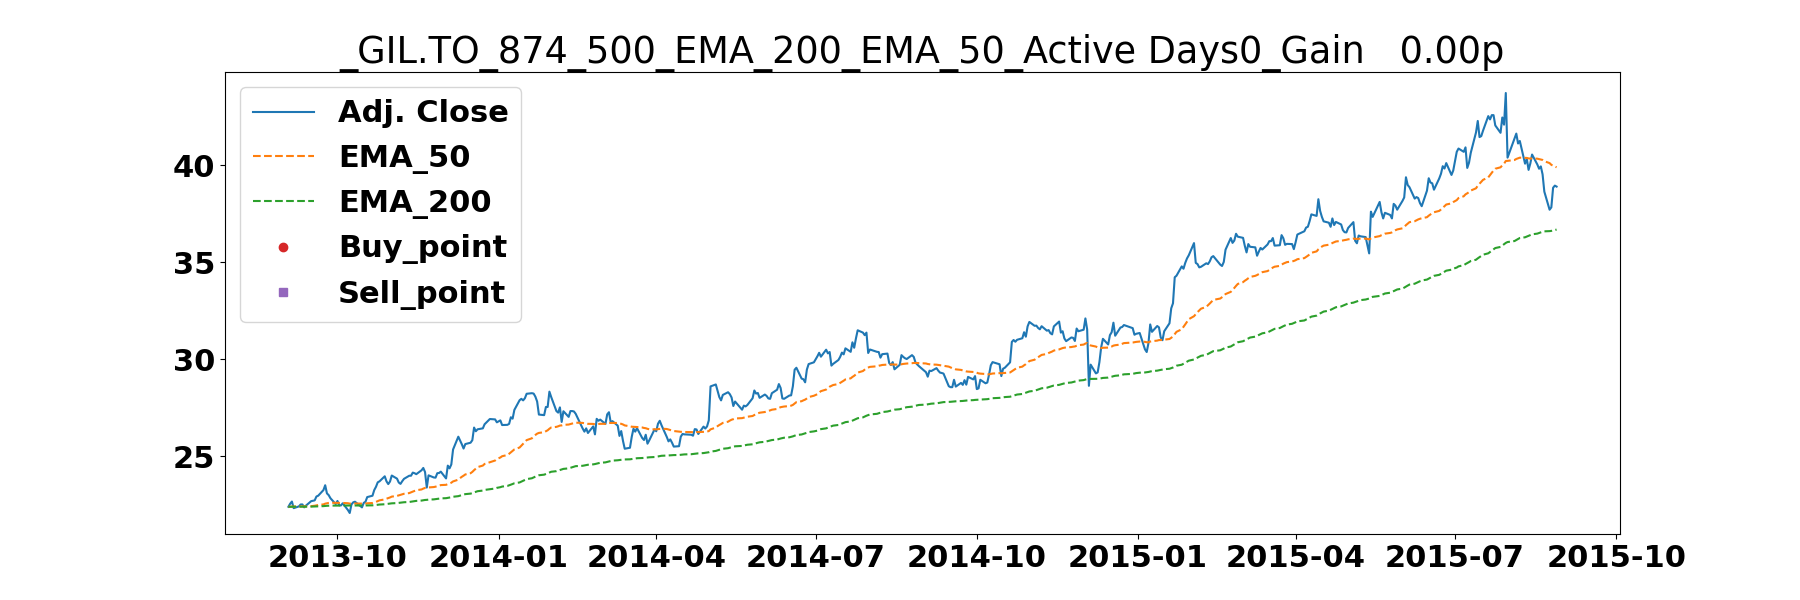 _GIL.TO_874_500_EMA_200_EMA_50_Active Days0_Gain   0.00p
Adj. Close
EMA_50
EMA_200
Buy_point
Sell_point
40
35
30
25
2013-10 2014-01 2014-04 2014-07 2014-10 2015-01 2015-04 2015-07 2015-10